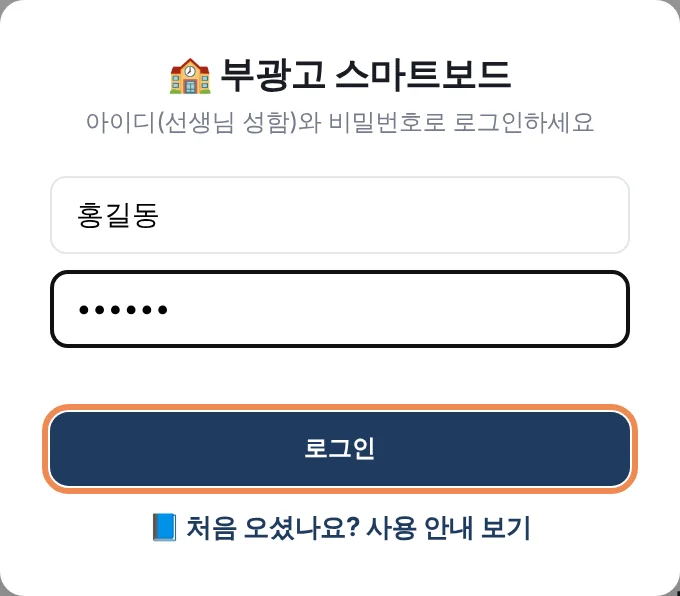 🏫 부광고 스마트보드
아이디(선생님 성함)와 비밀번호로 로그인하세요
홍길동
••••••
로그인
📘 처음 오셨나요? 사용 안내 보기